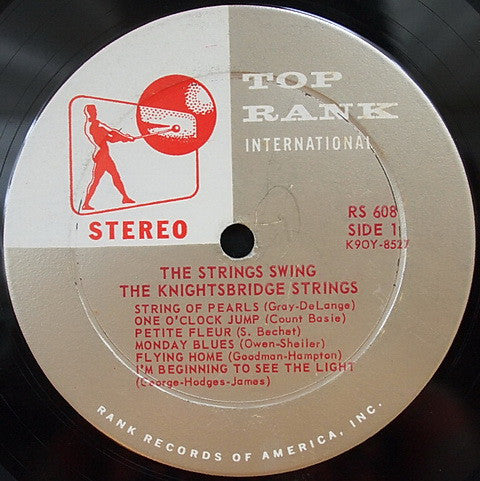 TOP
RANK
INTERNATIONAL
STEREO
RS 608
SIDE 1
K9OY-8527
THE STRINGS SWING
THE KNIGHTSBRIDGE STRINGS
STRING OF PEARLS (Gray-DeLange)
ONE O'CLOCK JUMP (Count Basie)
PETITE FLEUR (S. Bechet)
MONDAY BLUES (Owen-Sheiler)
FLYING HOME (Goodman-Hampton)
I'M BEGINNING TO SEE THE LIGHT
(George-Hodges-James)
RANK RECORDS OF AMERICA, INC.